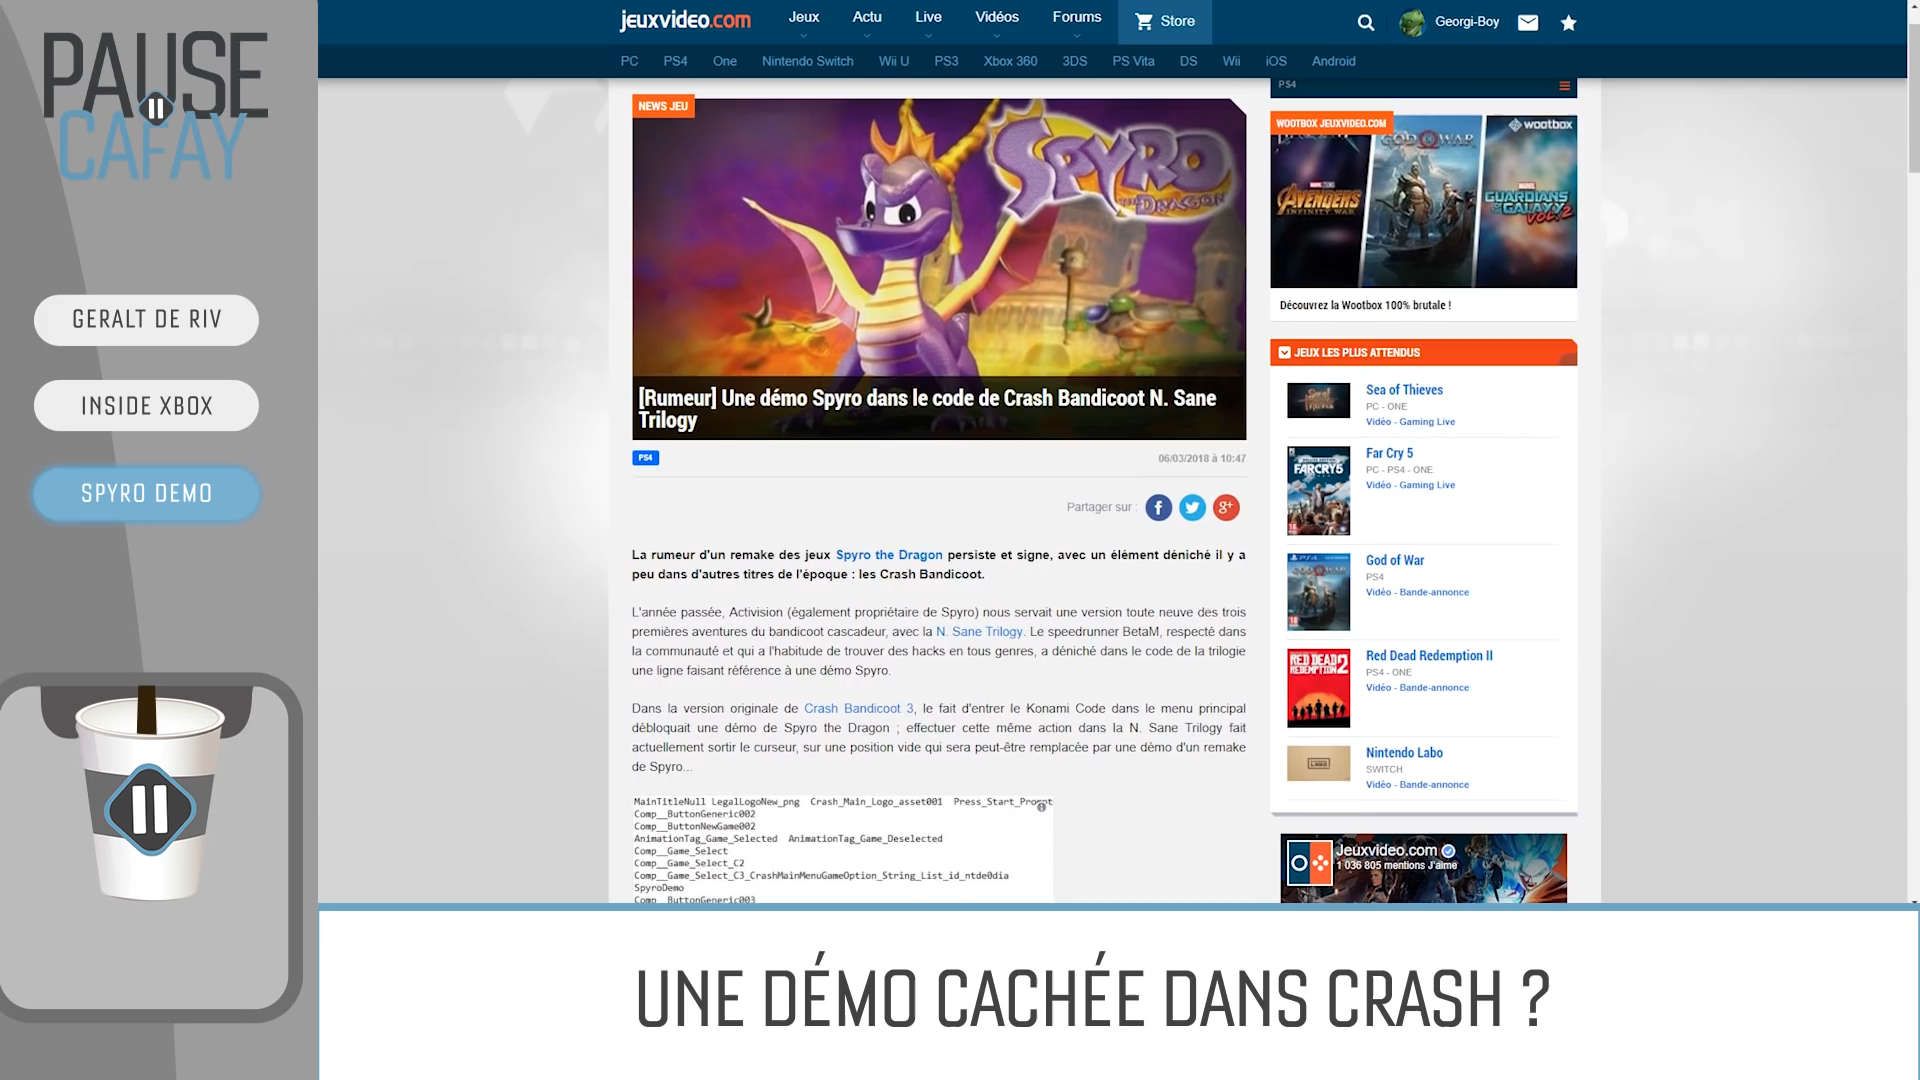 PAUSE
CAFAY
GERALT DE RIV
INSIDE XBOX
SPYRO DEMO
jeuxvideo.com
Jeux
Actu
Live
Vidéos
Forums
Store
Georgi-Boy
PC
PS4
One
Nintendo Switch
Wii U
PS3
Xbox 360
3DS
PS Vita
DS
Wii
iOS
Android
NEWS JEU
SPYRO
THE DRAGON
[Rumeur] Une démo Spyro dans le code de Crash Bandicoot N. Sane
Trilogy
PS4
06/03/2018 à 10:47
Partager sur :
La rumeur d'un remake des jeux Spyro the Dragon persiste et signe, avec un élément déniché il y a
peu dans d'autres titres de l'époque : les Crash Bandicoot.
L'année passée, Activision (également propriétaire de Spyro) nous servait une version toute neuve des trois
premières aventures du bandicoot cascadeur, avec la N. Sane Trilogy. Le speedrunner BetaM, respecté dans
la communauté et qui a l'habitude de trouver des hacks en tous genres, a déniché dans le code de la trilogie
une ligne faisant référence à une démo Spyro.
Dans la version originale de Crash Bandicoot 3, le fait d'entrer le Konami Code dans le menu principal
débloquait une démo de Spyro the Dragon ; effectuer cette même action dans la N. Sane Trilogy fait
actuellement sortir le curseur, sur une position vide qui sera peut-être remplacée par une démo d'un remake
de Spyro...
MainTitleNull LegalLogoNew_png Crash_Main_Logo_asset001 Press_Start_Prompt
Comp__ButtonGeneric002
Comp__ButtonNewGame002
AnimationTag_Game_Selected AnimationTag_Game_Deselected
Comp__Game_Select
Comp__Game_Select_C2
Comp__Game_Select_C3_CrashMainMenuGameOption_String_List_id_ntde0dia
SpyroDemo
Comp__ButtonGeneric003
PS4
WOOTBOX JEUXVIDEO.COM
wootbox
AVENGERS
INFINITY WAR
GOD OF WAR
MARVEL
GUARDIANS
OF THE GALAXY
VOL.2
Découvrez la Wootbox 100% brutale !
JEUX LES PLUS ATTENDUS
Sea of Thieves
PC - ONE
Vidéo - Gaming Live
FARCRY5
Far Cry 5
PC - PS4 - ONE
Vidéo - Gaming Live
God of War
PS4
Vidéo - Bande-annonce
RED DEAD
REDEMPTION 2
Red Dead Redemption II
PS4 - ONE
Vidéo - Bande-annonce
Nintendo Labo
SWITCH
Vidéo - Bande-annonce
Jeuxvideo.com
1 036 805 mentions J'aime
UNE DÉMO CACHÉE DANS CRASH ?